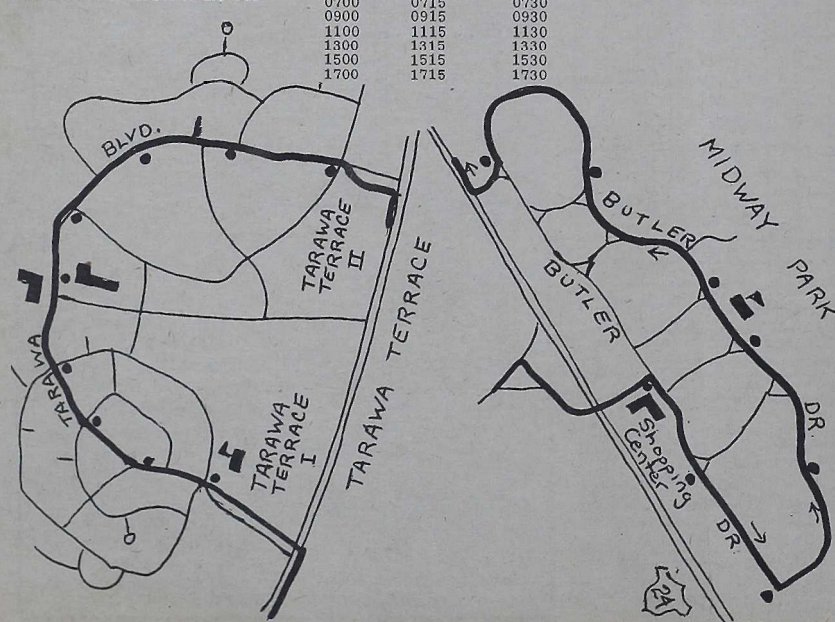 0700 0715 0730
0900 0915 0930
1100 1115 1130
1300 1315 1330
1500 1515 1530
1700 1715 1730
BLVD.
TARAWA
TARAWA
TERRACE
II
TARAWA
TERRACE
I
TARAWA TERRACE
MIDWAY
PARK
BUTLER
BUTLER
DR.
Shopping
Center
DR.
24